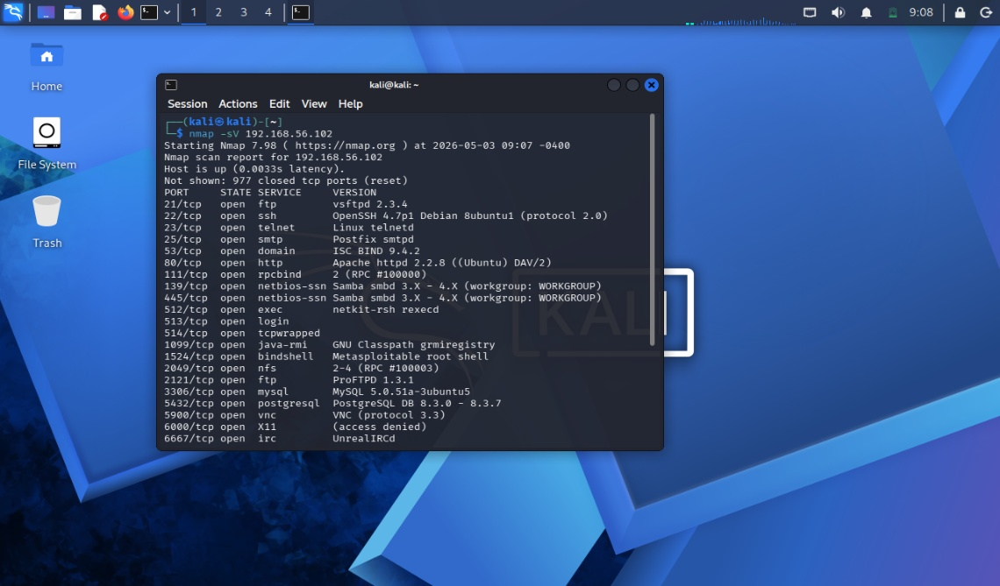 1 2 3 4
9:08
Home
File System
Trash
kali@kali: ~
Session Actions Edit View Help
┌──(kali㉿kali)-[~]
└─$ nmap -sV 192.168.56.102
Starting Nmap 7.98 ( https://nmap.org ) at 2026-05-03 09:07 -0400
Nmap scan report for 192.168.56.102
Host is up (0.0033s latency).
Not shown: 977 closed tcp ports (reset)
PORT     STATE SERVICE     VERSION
21/tcp   open  ftp         vsftpd 2.3.4
22/tcp   open  ssh         OpenSSH 4.7p1 Debian 8ubuntu1 (protocol 2.0)
23/tcp   open  telnet      Linux telnetd
25/tcp   open  smtp        Postfix smtpd
53/tcp   open  domain      ISC BIND 9.4.2
80/tcp   open  http        Apache httpd 2.2.8 ((Ubuntu) DAV/2)
111/tcp  open  rpcbind     2 (RPC #100000)
139/tcp  open  netbios-ssn Samba smbd 3.X - 4.X (workgroup: WORKGROUP)
445/tcp  open  netbios-ssn Samba smbd 3.X - 4.X (workgroup: WORKGROUP)
512/tcp  open  exec        netkit-rsh rexecd
513/tcp  open  login
514/tcp  open  tcpwrapped
1099/tcp open  java-rmi    GNU Classpath grmiregistry
1524/tcp open  bindshell   Metasploitable root shell
2049/tcp open  nfs         2-4 (RPC #100003)
2121/tcp open  ftp         ProFTPD 1.3.1
3306/tcp open  mysql       MySQL 5.0.51a-3ubuntu5
5432/tcp open  postgresql  PostgreSQL DB 8.3.0 - 8.3.7
5900/tcp open  vnc         VNC (protocol 3.3)
6000/tcp open  X11         (access denied)
6667/tcp open  irc         UnrealIRCd
KALI